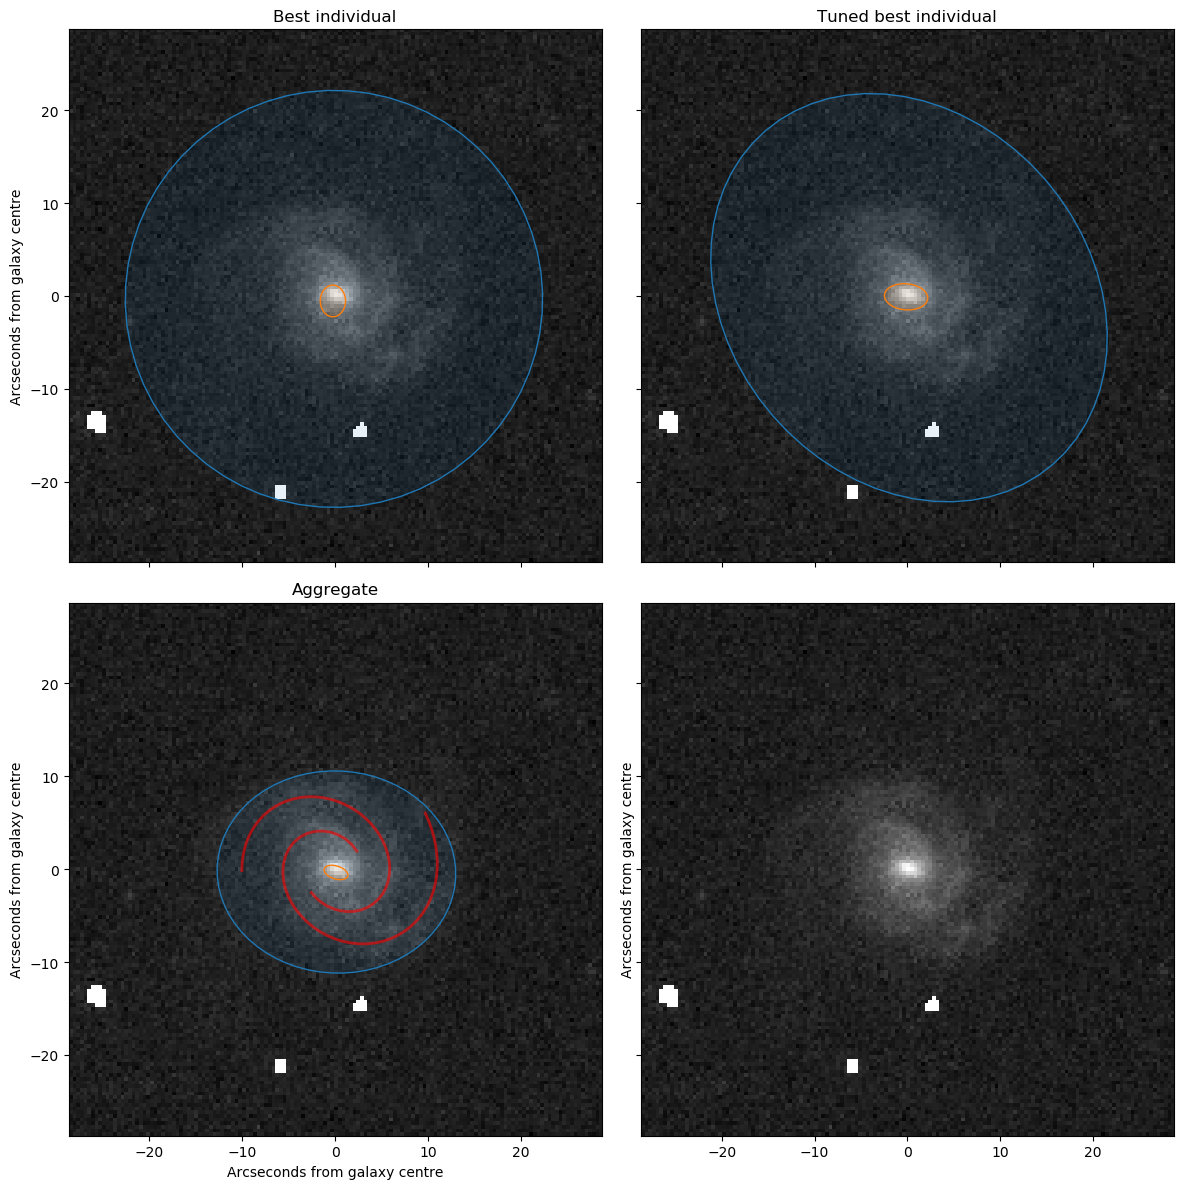 Best individual
Tuned best individual
20
10
0
−10
−20
Arcseconds from galaxy centre
Aggregate
20
10
0
−10
−20
Arcseconds from galaxy centre
Arcseconds from galaxy centre
−20 −10 0 10 20
−20 −10 0 10 20
Arcseconds from galaxy centre